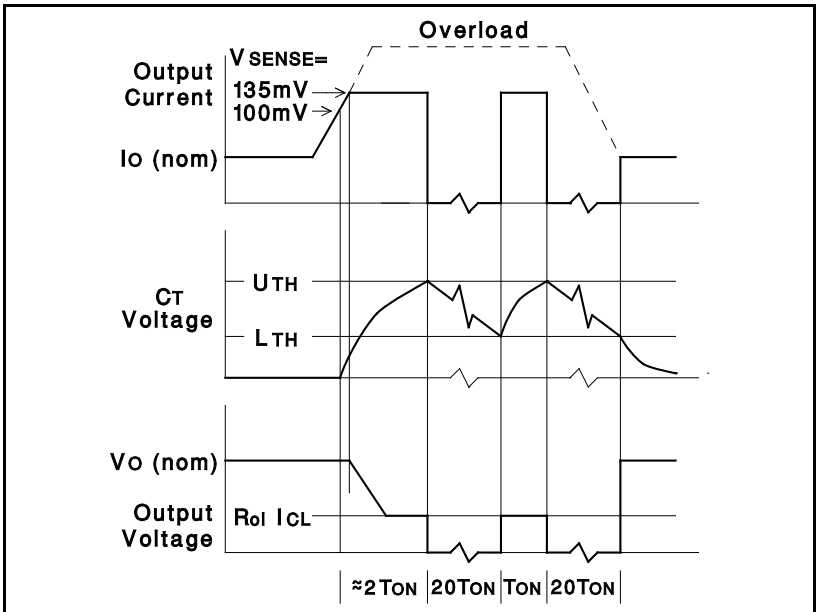 Overload
VSENSE=
Output
Current
135mV
100mV
IO (nom)
UTH
CT
Voltage
LTH
VO (nom)
Output
Voltage
Rol ICL
≈2TON
20TON
TON
20TON